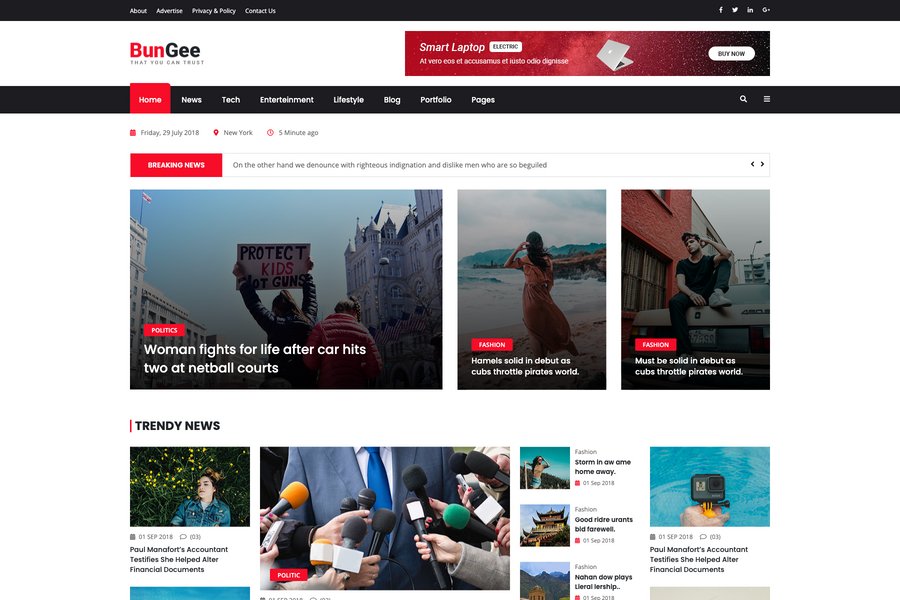 About Advertise Privacy & Policy Contact Us
BunGee
THAT YOU CAN TRUST
Smart Laptop ELECTRIC
At vero eos et accusamus et iusto odio dignisse
BUY NOW
Home News Tech Enterteinment Lifestyle Blog Portfolio Pages
Friday, 29 July 2018 New York 5 Minute ago
BREAKING NEWS On the other hand we denounce with righteous indignation and dislike men who are so beguiled
PROTECT
KIDS
NOT GUNS
POLITICS
Woman fights for life after car hits
two at netball courts
FASHION
Hamels solid in debut as
cubs throttle pirates world.
FASHION
Must be solid in debut as
cubs throttle pirates world.
TRENDY NEWS
01 SEP 2018 (03)
Paul Manafort's Accountant
Testifies She Helped Alter
Financial Documents
POLITIC
01 SEP 2018 (03)
Fashion
Storm in aw ame
home away.
01 Sep 2018
Fashion
Good ridre urants
bid farewell.
01 Sep 2018
Fashion
Nahan dow plays
Lieral lership..
01 Sep 2018
01 SEP 2018 (03)
Paul Manafort's Accountant
Testifies She Helped Alter
Financial Documents